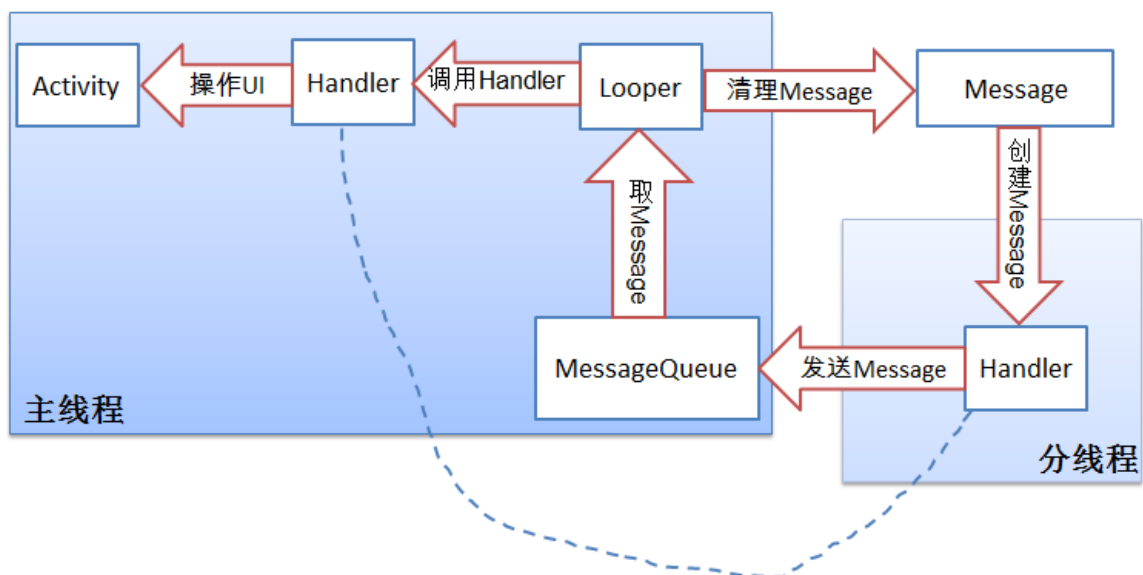 Activity
操作UI
Handler
调用Handler
Looper
清理Message
Message
创建Message
取Message
MessageQueue
发送Message
Handler
主线程
分线程